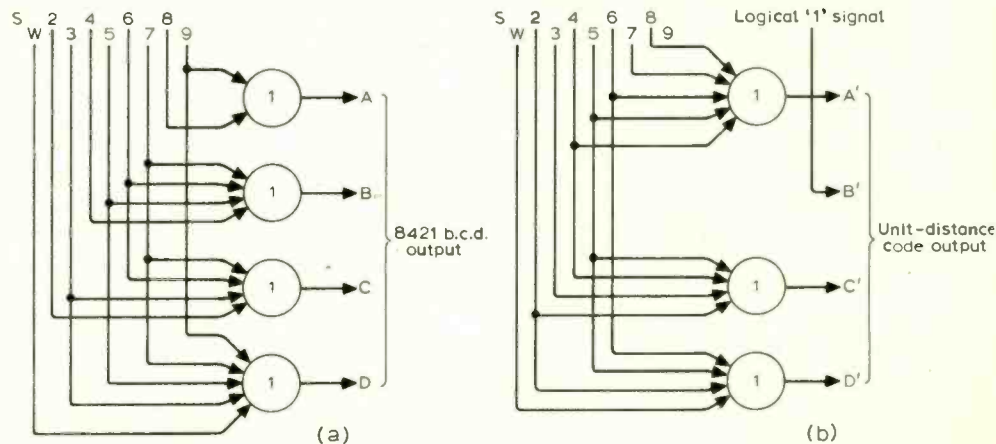 S 2 4 6 8
W 3 5 7 9
1
A
1
B
8421 b.c.d.
output
1
C
1
D
(a)
S 2 4 6 8 Logical '1' signal
W 3 5 7 9
1
A'
B'
Unit-distance
code output
1
C'
1
D'
(b)